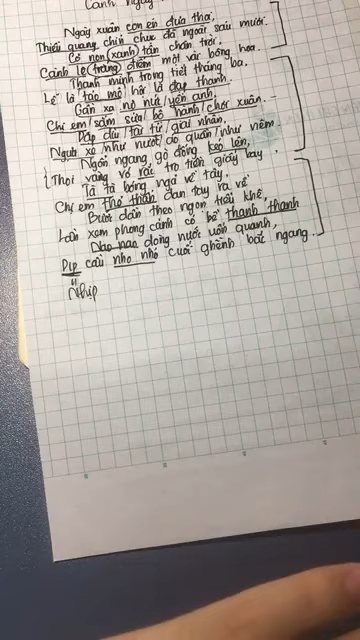 Cảnh ngày
Ngày xuân con én đưa thoi,
Thiều quang chín chục đã ngoài sáu mươi.
Cỏ non (xanh) tận chân trời,
Cành lê (trắng) điểm một vài bông hoa.
Thanh minh trong tiết tháng ba,
Lễ là tảo mộ, hội là đạp thanh.
Gần xa nô nức / yến anh,
Chị em / sắm sửa / bộ hành / chơi xuân.
Dập dìu / tài tử / giai nhân,
Ngựa xe / như nước / áo quần / như nêm.
Ngổn ngang gò đống kéo lên,
Thoi vàng vó rắc tro tiền giấy bay.
Tà tà bóng ngả về tây,
Chị em thơ thẩn dan tay ra về
Bước dần theo ngọn tiểu khê,
Lần xem phong cảnh có bề thanh thanh
Nao nao dòng nước uốn quanh,
Dịp cầu nho nhỏ cuối ghềnh bắc ngang.
Nhịp